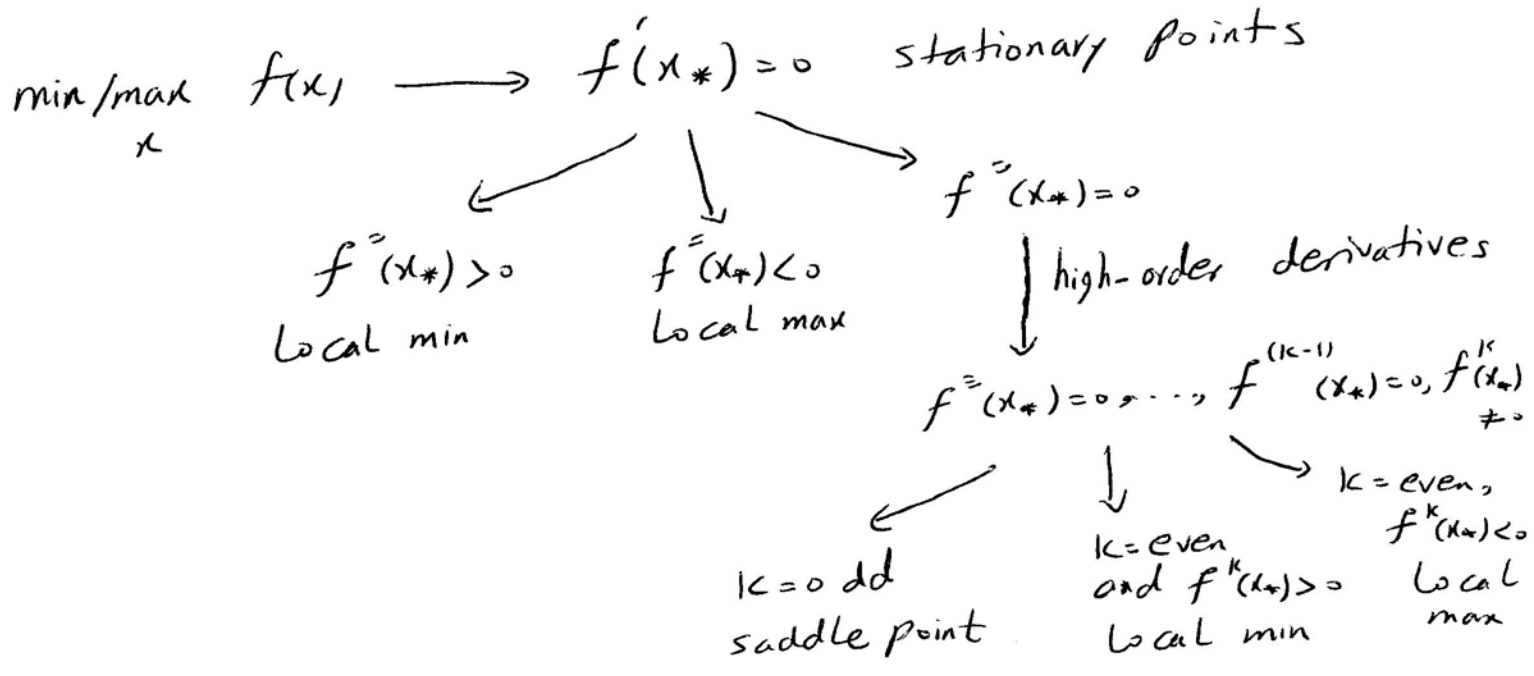 min/max f(x) ⟶ f'(x*) = 0 stationary points
x
f''(x*) > 0
local min
f''(x*) < 0
local max
f''(x*) = 0
high-order derivatives
f'''(x*) = 0, ..., f^(k-1)(x*) = 0, f^k(x*) ≠ 0
k = odd
saddle point
k = even
and f^k(x*) > 0
local min
k = even,
f^k(x*) < 0
local
max